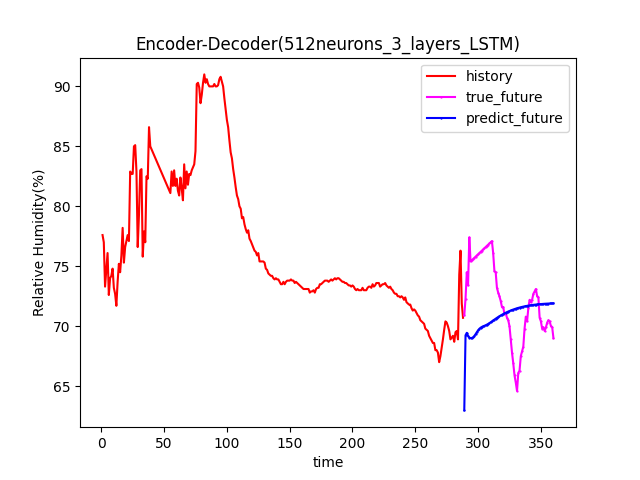 Encoder-Decoder(512neurons_3_layers_LSTM)
history
true_future
predict_future
Relative Humidity(%)
90
85
80
75
70
65
0 50 100 150 200 250 300 350
time